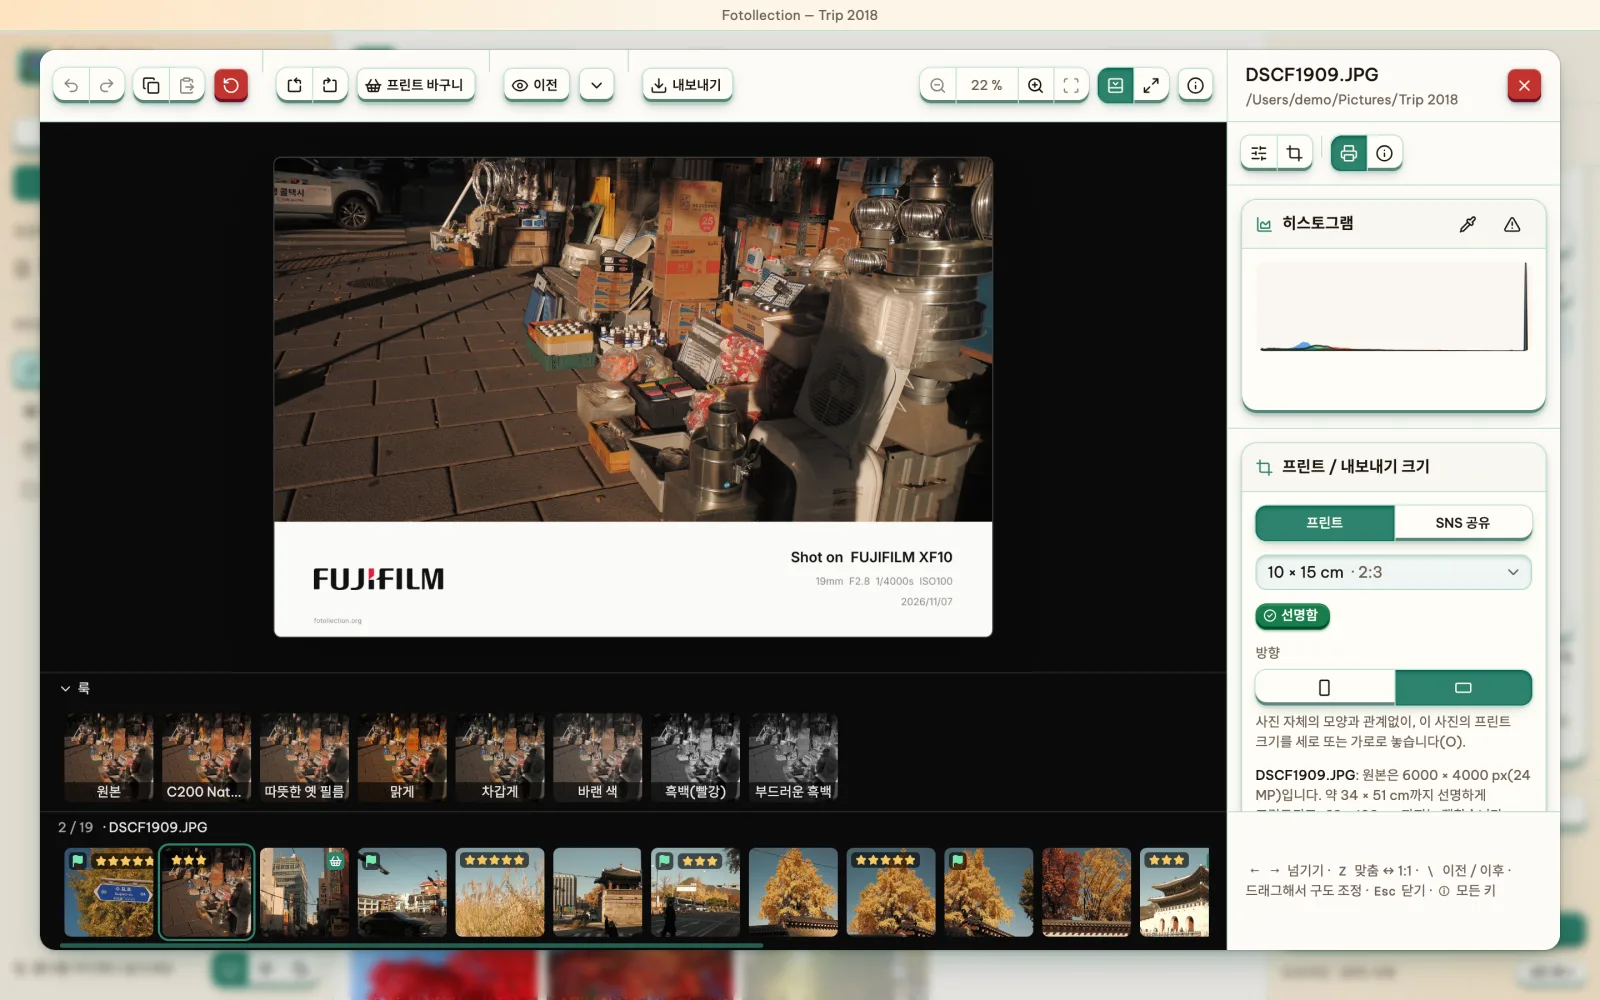 Fotollection — Trip 2018
프린트 바구니
이전
내보내기
22 %
DSCF1909.JPG
/Users/demo/Pictures/Trip 2018
히스토그램
콜택시
Shot on FUJIFILM XF10
19mm F2.8 1/4000s ISO100
2026/11/07
FUJIFILM
fotollection.org
프린트 / 내보내기 크기
프린트
SNS 공유
10 × 15 cm · 2:3
선명함
방향
사진 자체의 모양과 관계없이, 이 사진의 프린트
크기를 세로 또는 가로로 놓습니다(O).
DSCF1909.JPG: 원본은 6000 × 4000 px(24
MP)입니다. 약 34 × 51 cm까지 선명하게
룩
원본
C200 Nat...
따뜻한 옛 필름
맑게
차갑게
바랜 색
흑백(빨강)
부드러운 흑백
2 / 19 · DSCF1909.JPG
← → 넘기기 · Z 맞춤 ↔ 1:1 · \ 이전 / 이후 ·
드래그해서 구도 조정 · Esc 닫기 · ⓘ 모든 키